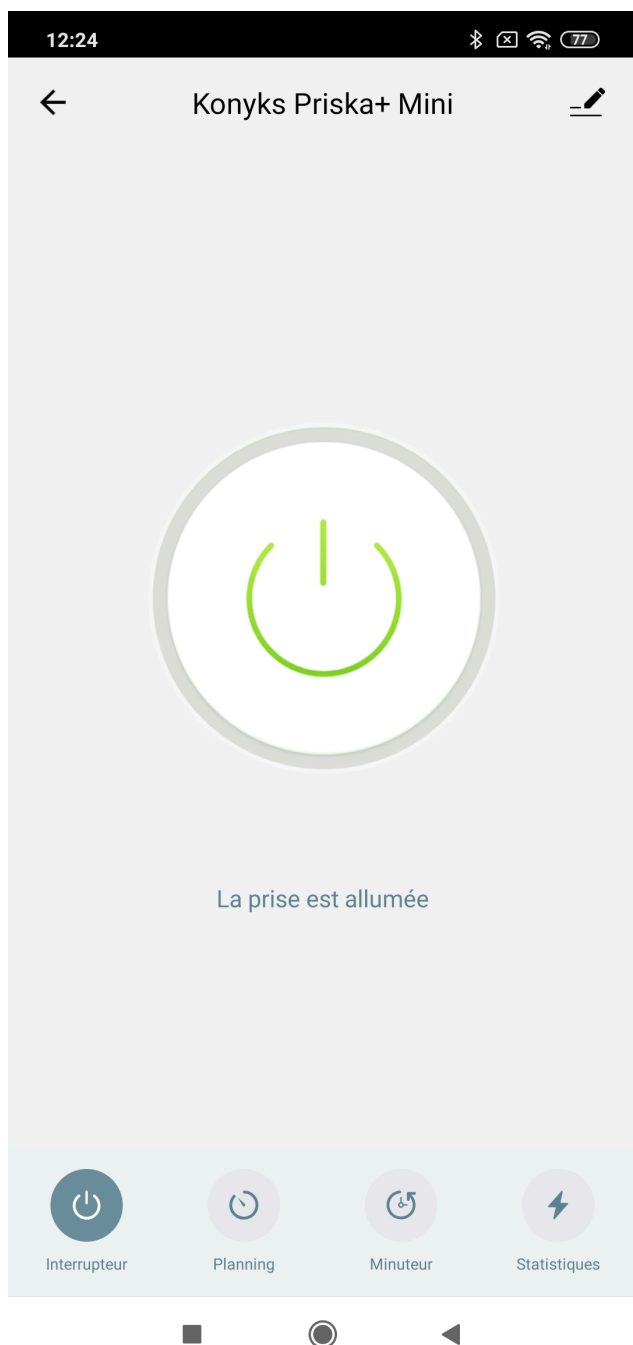 12:24
77
Konyks Priska+ Mini
La prise est allumée
Interrupteur
Planning
Minuteur
Statistiques